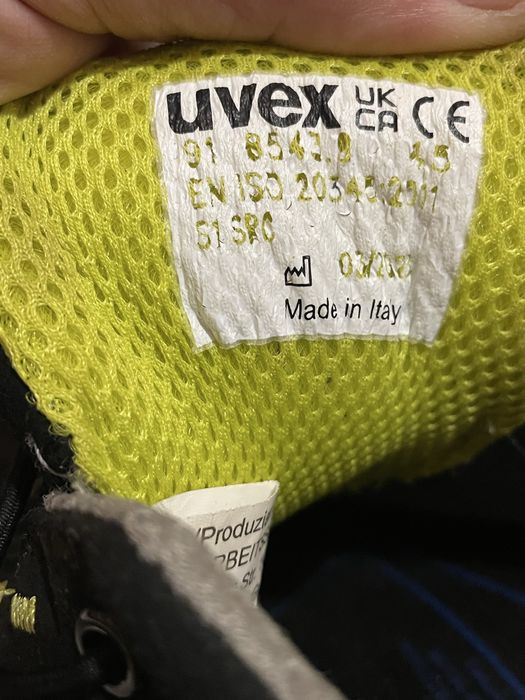 uvex UK CA CE
91 8543.9 45
EN ISO 20345:2011
S1 SRC
03/
Made in Itay
/Produzi
SW